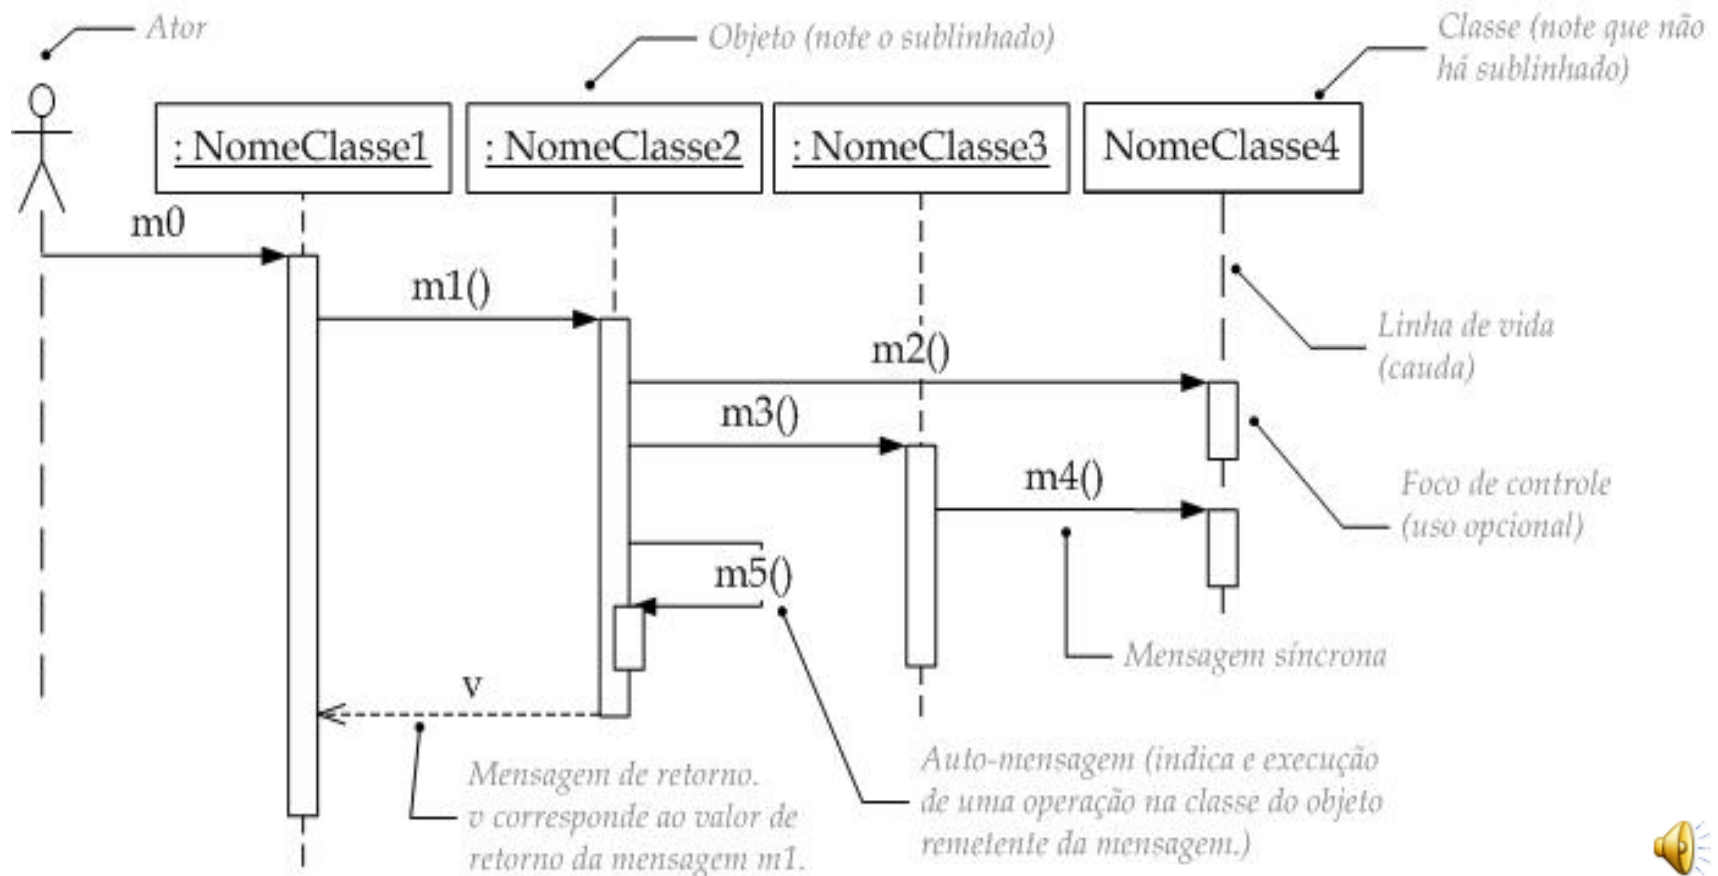 Ator
Objeto (note o sublinhado)
Classe (note que não
há sublinhado)
: NomeClasse1
: NomeClasse2
: NomeClasse3
NomeClasse4
m0
m1()
Linha de vida
(cauda)
m2()
m3()
m4()
Foco de controle
(uso opcional)
m5()
Mensagem síncrona
v
Mensagem de retorno.
v corresponde ao valor de
retorno da mensagem m1.
Auto-mensagem (indica e execução
de uma operação na classe do objeto
remetente da mensagem.)